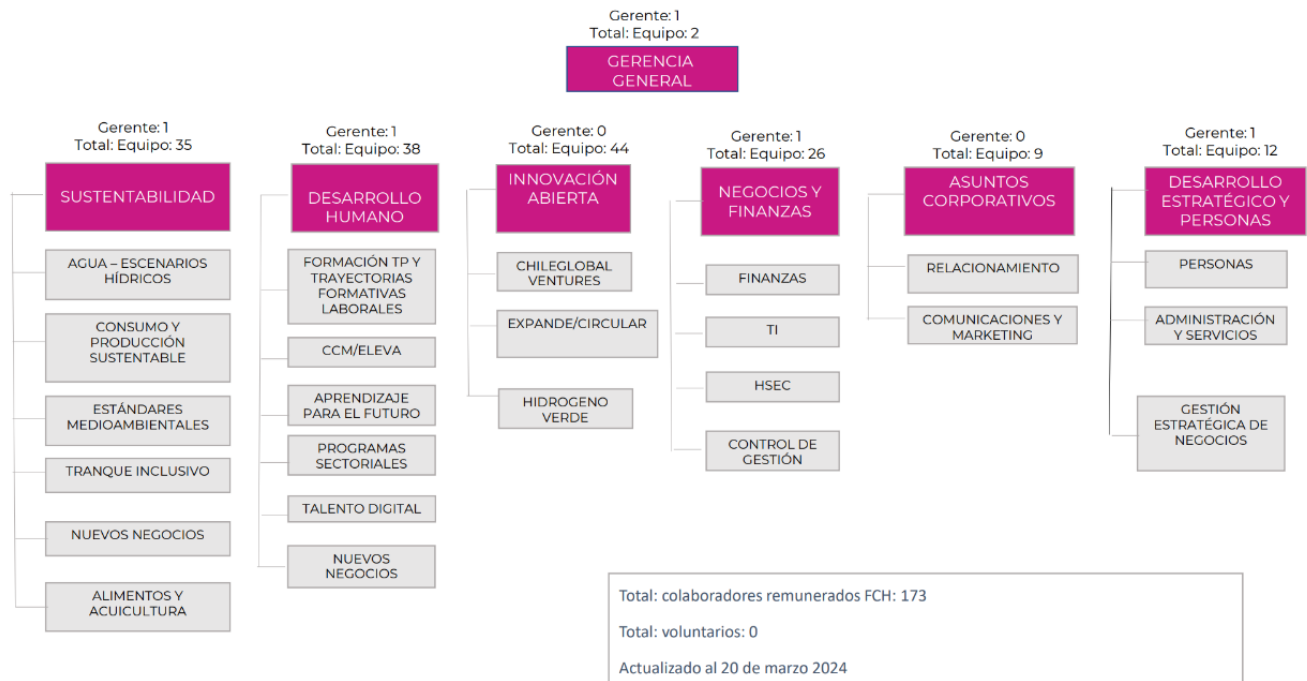 Gerente: 1
Total: Equipo: 2
GERENCIA
GENERAL
Gerente: 1
Total: Equipo: 35
SUSTENTABILIDAD
AGUA – ESCENARIOS
HÍDRICOS
CONSUMO Y
PRODUCCIÓN
SUSTENTABLE
ESTÁNDARES
MEDIOAMBIENTALES
TRANQUE INCLUSIVO
NUEVOS NEGOCIOS
ALIMENTOS Y
ACUICULTURA
Gerente: 1
Total: Equipo: 38
DESARROLLO
HUMANO
FORMACIÓN TP Y
TRAYECTORIAS
FORMATIVAS
LABORALES
CCM/ELEVA
APRENDIZAJE
PARA EL FUTURO
PROGRAMAS
SECTORIALES
TALENTO DIGITAL
NUEVOS
NEGOCIOS
Gerente: 0
Total: Equipo: 44
INNOVACIÓN
ABIERTA
CHILEGLOBAL
VENTURES
EXPANDE/CIRCULAR
HIDROGENO
VERDE
Gerente: 1
Total: Equipo: 26
NEGOCIOS Y
FINANZAS
FINANZAS
TI
HSEC
CONTROL DE
GESTIÓN
Gerente: 0
Total: Equipo: 9
ASUNTOS
CORPORATIVOS
RELACIONAMIENTO
COMUNICACIONES Y
MARKETING
Gerente: 1
Total: Equipo: 12
DESARROLLO
ESTRATÉGICO Y
PERSONAS
PERSONAS
ADMINISTRACIÓN
Y SERVICIOS
GESTIÓN
ESTRATÉGICA DE
NEGOCIOS
Total: colaboradores remunerados FCH: 173
Total: voluntarios: 0
Actualizado al 20 de marzo 2024